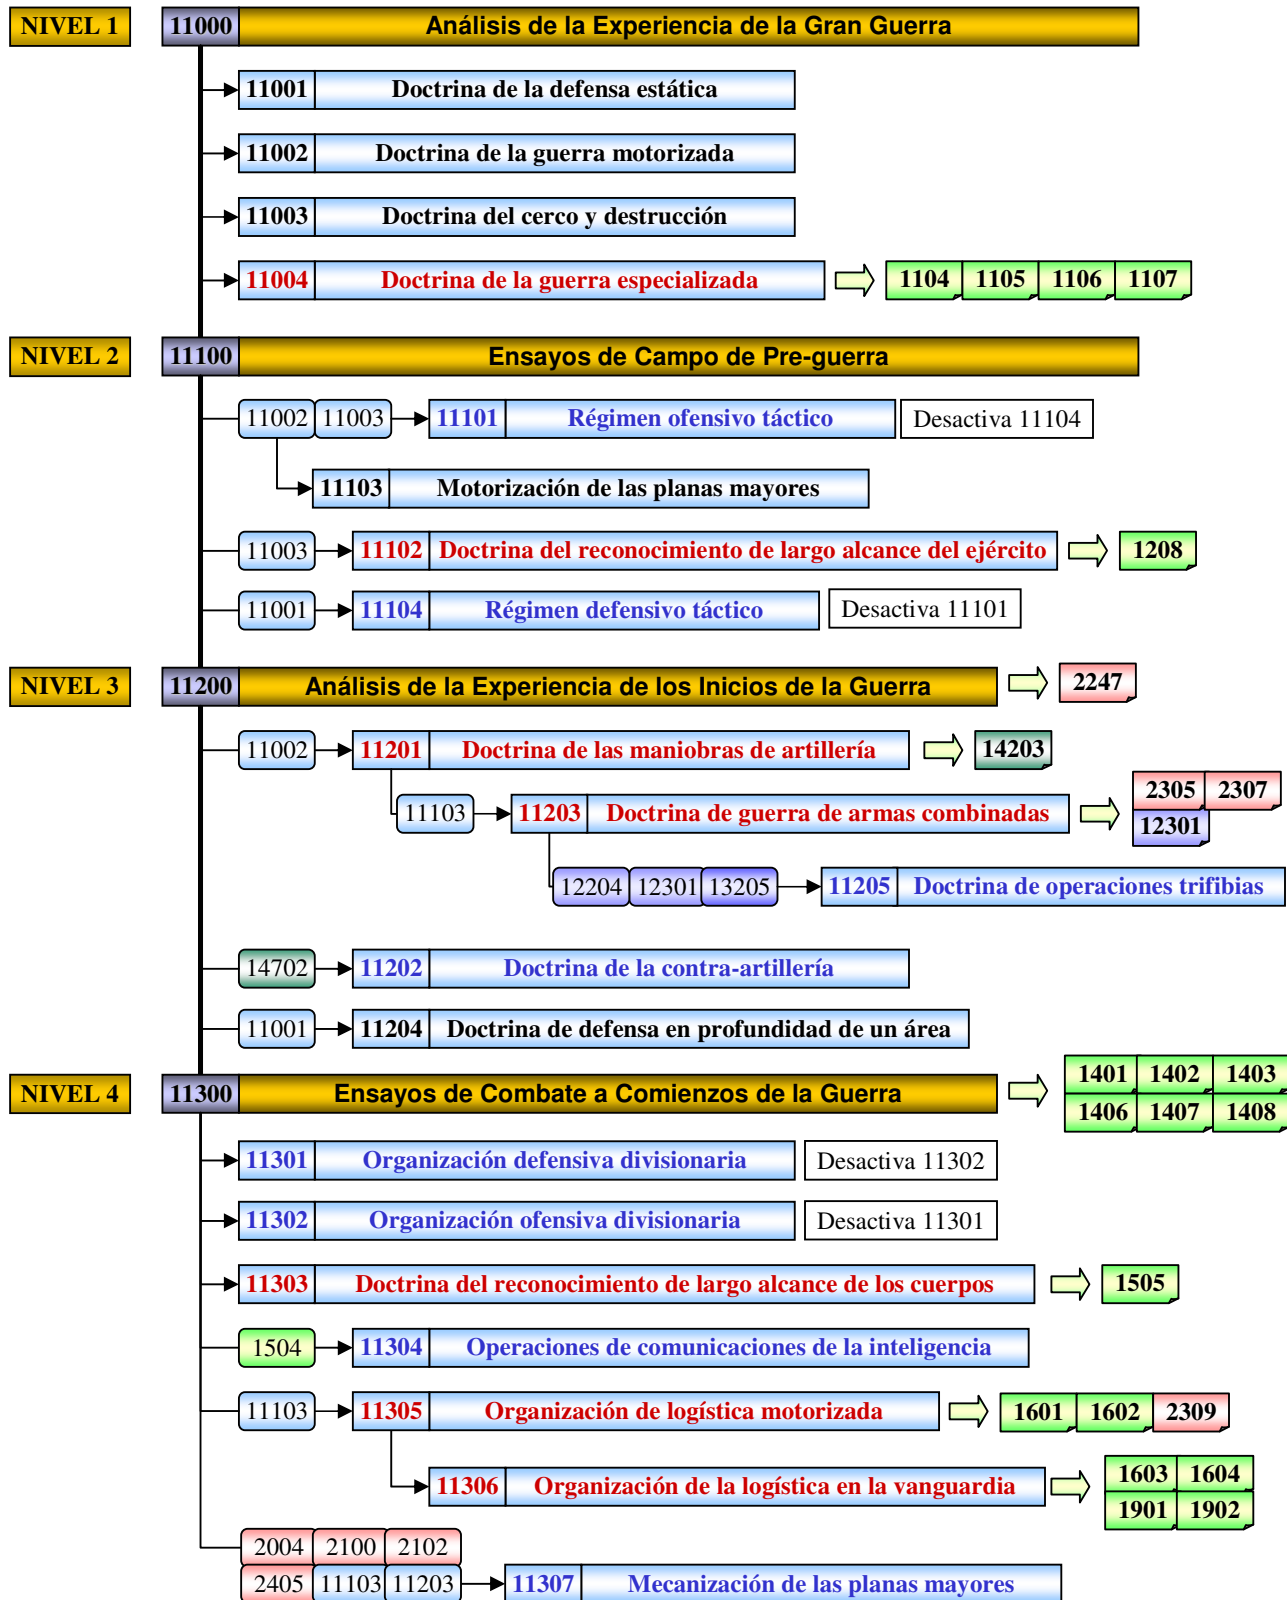 NIVEL 1 11000 Análisis de la Experiencia de la Gran Guerra
11001 Doctrina de la defensa estática
11002 Doctrina de la guerra motorizada
11003 Doctrina del cerco y destrucción
11004 Doctrina de la guerra especializada 1104 1105 1106 1107
NIVEL 2 11100 Ensayos de Campo de Pre-guerra
11002 11003 11101 Régimen ofensivo táctico Desactiva 11104
11103 Motorización de las planas mayores
11003 11102 Doctrina del reconocimiento de largo alcance del ejército 1208
11001 11104 Régimen defensivo táctico Desactiva 11101
NIVEL 3 11200 Análisis de la Experiencia de los Inicios de la Guerra 2247
11002 11201 Doctrina de las maniobras de artillería 14203
11103 11203 Doctrina de guerra de armas combinadas 2305 2307
12301
12204 12301 13205 11205 Doctrina de operaciones trifibias
14702 11202 Doctrina de la contra-artillería
11001 11204 Doctrina de defensa en profundidad de un área
NIVEL 4 11300 Ensayos de Combate a Comienzos de la Guerra 1401 1402 1403
1406 1407 1408
11301 Organización defensiva divisionaria Desactiva 11302
11302 Organización ofensiva divisionaria Desactiva 11301
11303 Doctrina del reconocimiento de largo alcance de los cuerpos 1505
1504 11304 Operaciones de comunicaciones de la inteligencia
11103 11305 Organización de logística motorizada 1601 1602 2309
11306 Organización de la logística en la vanguardia 1603 1604
1901 1902
2004 2100 2102
2405 11103 11203 11307 Mecanización de las planas mayores